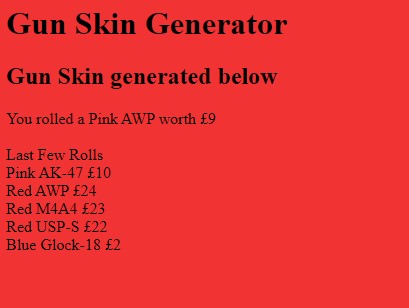 Gun Skin Generator
Gun Skin generated below
You rolled a Pink AWP worth £9
Last Few Rolls
Pink AK-47 £10
Red AWP £24
Red M4A4 £23
Red USP-S £22
Blue Glock-18 £2